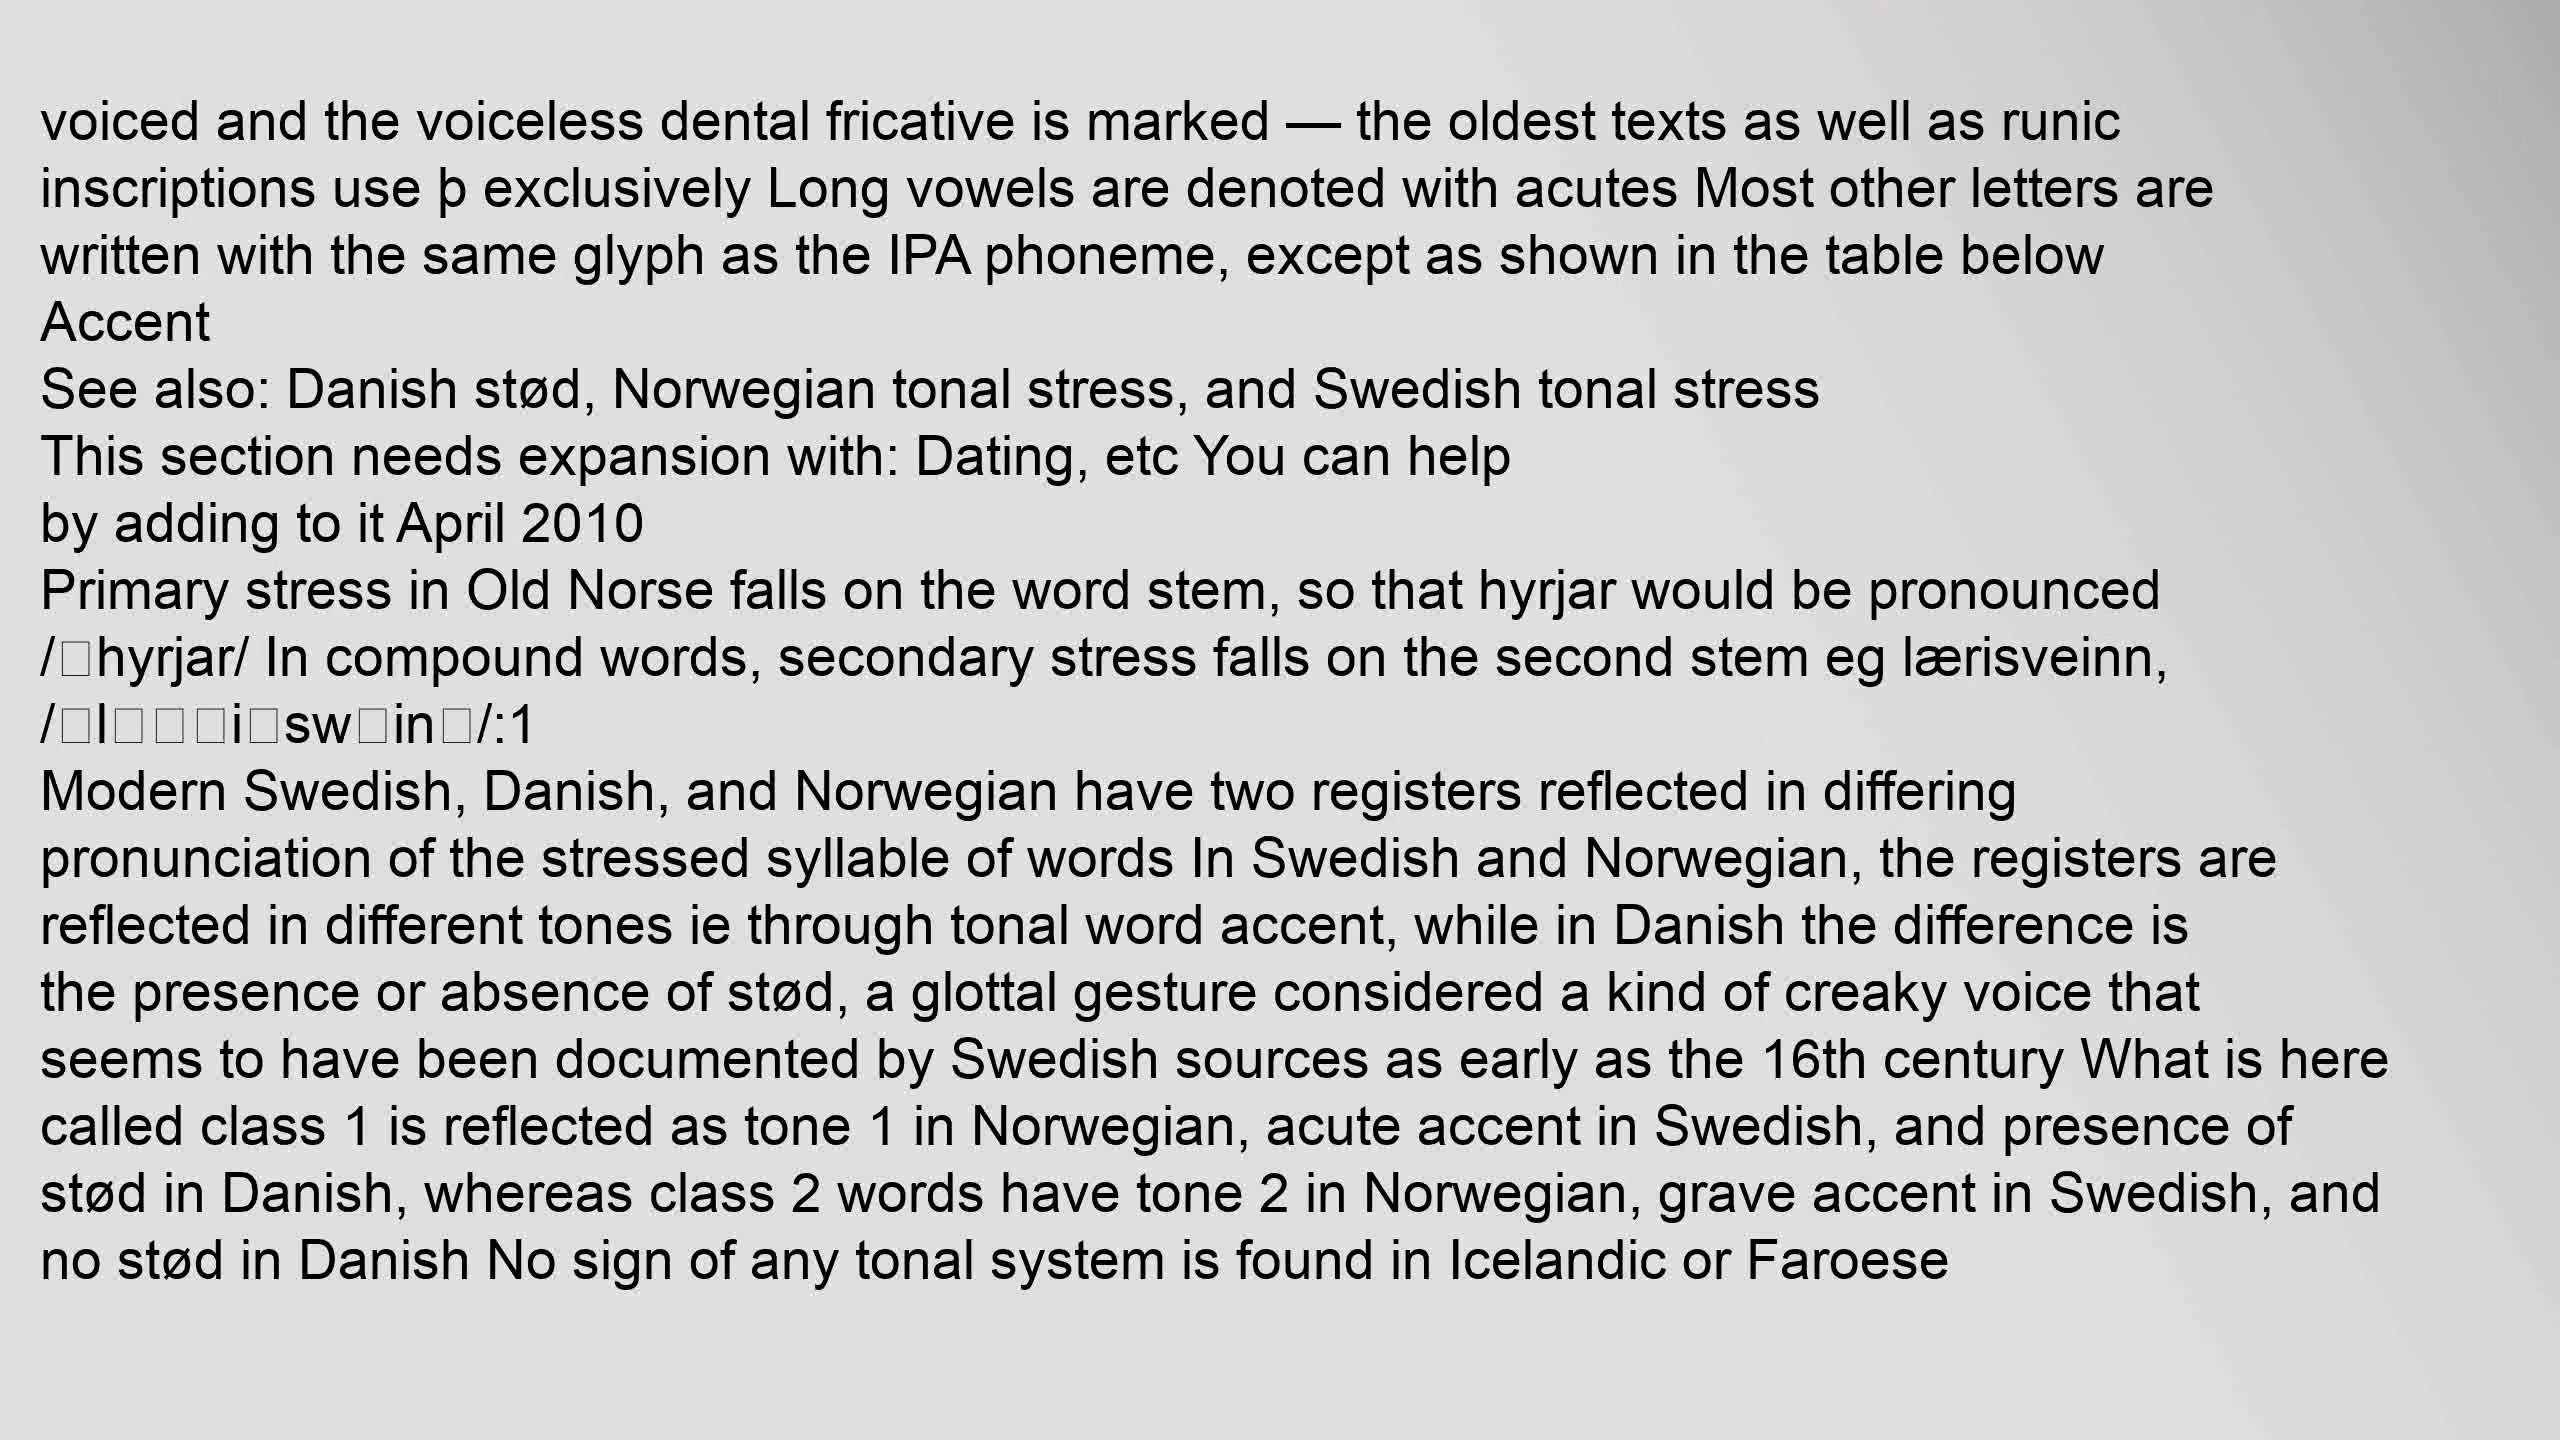 voiced and the voiceless dental fricative is marked — the oldest texts as well as runic
inscriptions use þ exclusively Long vowels are denoted with acutes Most other letters are
written with the same glyph as the IPA phoneme, except as shown in the table below
Accent
See also: Danish stød, Norwegian tonal stress, and Swedish tonal stress
This section needs expansion with: Dating, etc You can help
by adding to it April 2010
Primary stress in Old Norse falls on the word stem, so that hyrjar would be pronounced
/□hyrjar/ In compound words, secondary stress falls on the second stem eg lærisveinn,
/□l□□□i□sw□in□/:1
Modern Swedish, Danish, and Norwegian have two registers reflected in differing
pronunciation of the stressed syllable of words In Swedish and Norwegian, the registers are
reflected in different tones ie through tonal word accent, while in Danish the difference is
the presence or absence of stød, a glottal gesture considered a kind of creaky voice that
seems to have been documented by Swedish sources as early as the 16th century What is here
called class 1 is reflected as tone 1 in Norwegian, acute accent in Swedish, and presence of
stød in Danish, whereas class 2 words have tone 2 in Norwegian, grave accent in Swedish, and
no stød in Danish No sign of any tonal system is found in Icelandic or Faroese